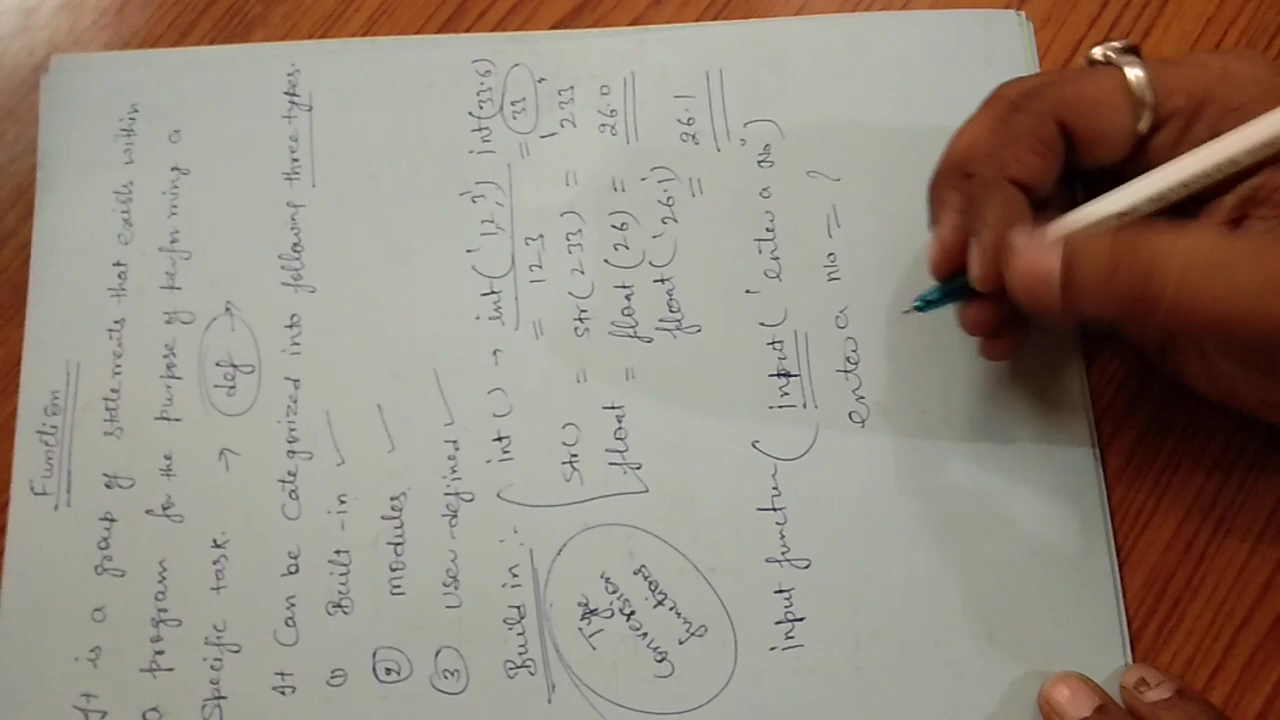 Function
It is a group of statements that exists within
a program for the purpose of performing a
specific task. → def →
It can be categorized into following three types.
(1) Built-in ✓
(2) modules ✓
(3) User-defined ✓
Build in :- int() → int('123') int(33.6)
= 123 = 33
str() = str(233) = '233'
float = float(26) = 26.0
float('26.1') = 26.1
Type
conversion
functions
input function (input('enter a No')
enter a no = ?